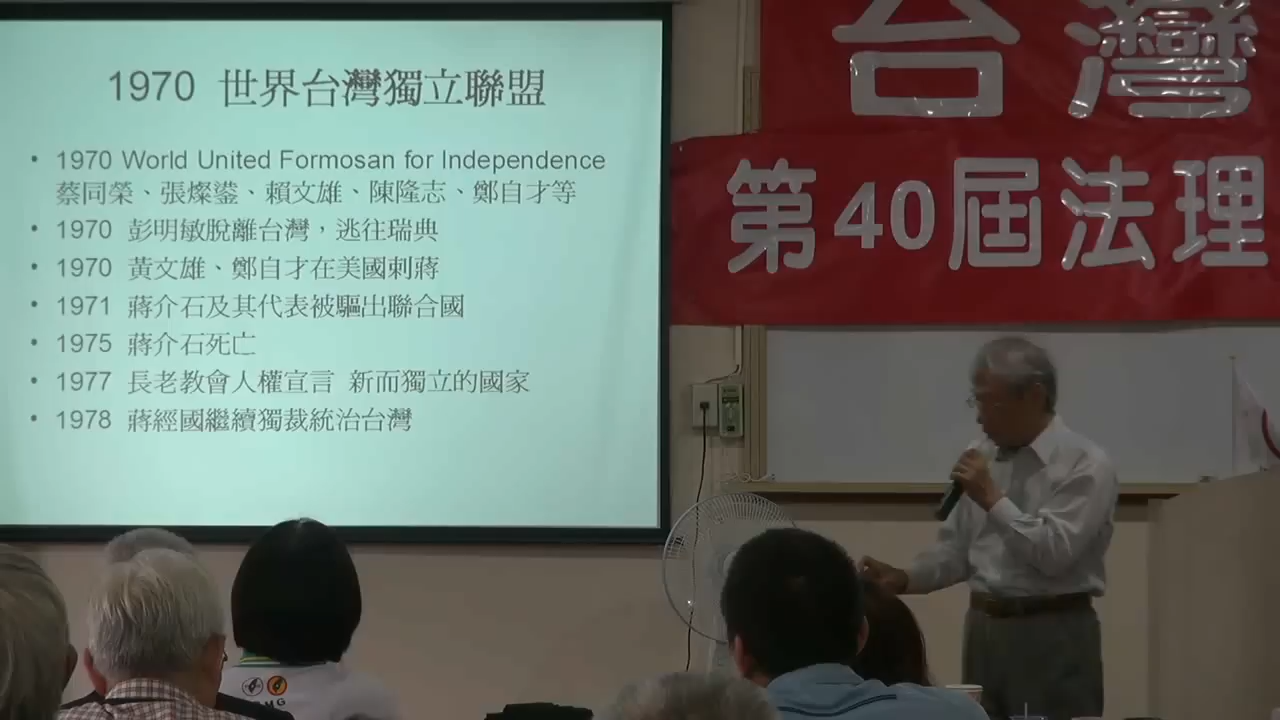 1970 世界台灣獨立聯盟
• 1970 World United Formosan for Independence
蔡同榮、張燦鍙、賴文雄、陳隆志、鄭自才等
• 1970 彭明敏脫離台灣，逃往瑞典
• 1970 黃文雄、鄭自才在美國刺蔣
• 1971 蔣介石及其代表被驅出聯合國
• 1975 蔣介石死亡
• 1977 長老教會人權宣言 新而獨立的國家
• 1978 蔣經國繼續獨裁統治台灣
台灣
第40屆法理